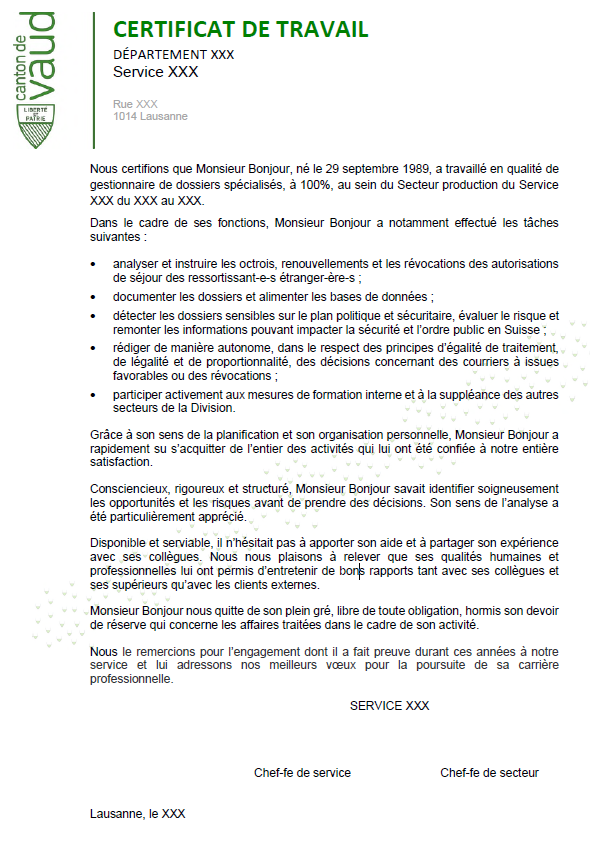 canton de
vaud
LIBERTÉ
ET
PATRIE
CERTIFICAT DE TRAVAIL
DÉPARTEMENT XXX
Service XXX
Rue XXX
1014 Lausanne
Nous certifions que Monsieur Bonjour, né le 29 septembre 1989, a travaillé en qualité de
gestionnaire de dossiers spécialisés, à 100%, au sein du Secteur production du Service
XXX du XXX au XXX.
Dans le cadre de ses fonctions, Monsieur Bonjour a notamment effectué les tâches
suivantes :
• analyser et instruire les octrois, renouvellements et les révocations des autorisations
de séjour des ressortissant-e-s étranger-ère-s ;
• documenter les dossiers et alimenter les bases de données ;
• détecter les dossiers sensibles sur le plan politique et sécuritaire, évaluer le risque et
remonter les informations pouvant impacter la sécurité et l'ordre public en Suisse ;
• rédiger de manière autonome, dans le respect des principes d'égalité de traitement,
de légalité et de proportionnalité, des décisions concernant des courriers à issues
favorables ou des révocations ;
• participer activement aux mesures de formation interne et à la suppléance des autres
secteurs de la Division.
Grâce à son sens de la planification et son organisation personnelle, Monsieur Bonjour a
rapidement su s'acquitter de l'entier des activités qui lui ont été confiée à notre entière
satisfaction.
Consciencieux, rigoureux et structuré, Monsieur Bonjour savait identifier soigneusement
les opportunités et les risques avant de prendre des décisions. Son sens de l'analyse a
été particulièrement apprécié.
Disponible et serviable, il n'hésitait pas à apporter son aide et à partager son expérience
avec ses collègues. Nous nous plaisons à relever que ses qualités humaines et
professionnelles lui ont permis d'entretenir de bons rapports tant avec ses collègues et
ses supérieurs qu'avec les clients externes.
Monsieur Bonjour nous quitte de son plein gré, libre de toute obligation, hormis son devoir
de réserve qui concerne les affaires traitées dans le cadre de son activité.
Nous le remercions pour l'engagement dont il a fait preuve durant ces années à notre
service et lui adressons nos meilleurs vœux pour la poursuite de sa carrière
professionnelle.
SERVICE XXX
Chef-fe de service Chef-fe de secteur
Lausanne, le XXX